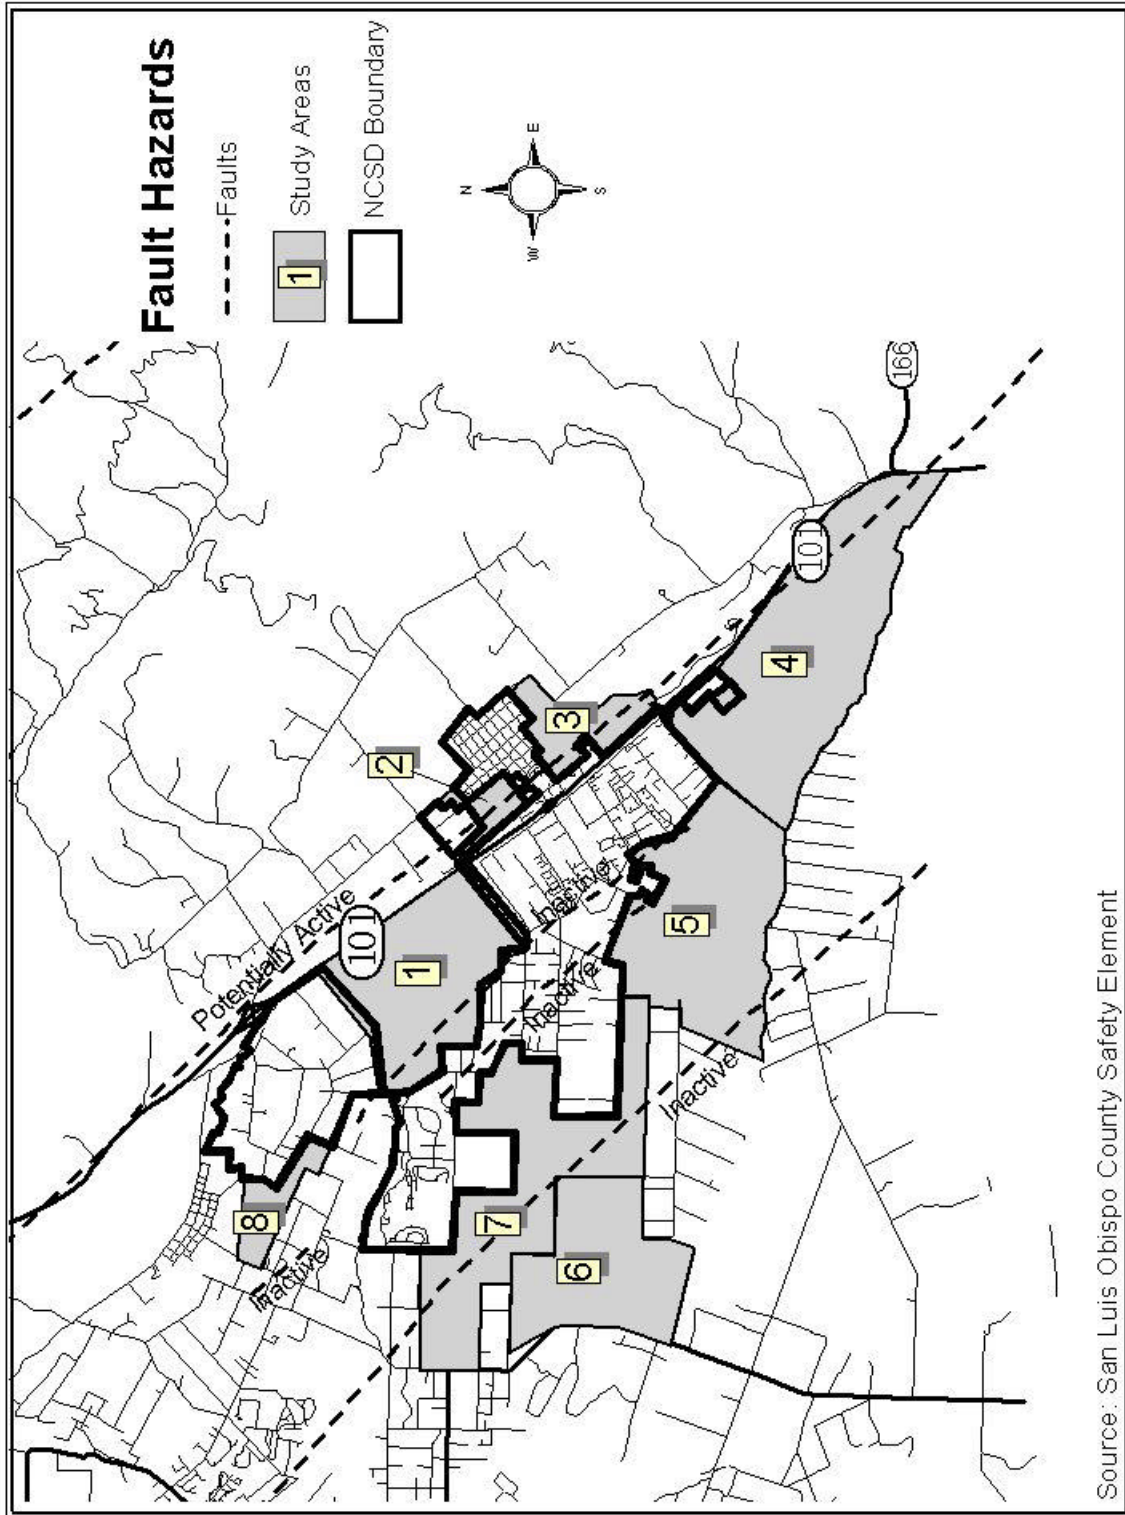 Fault Hazards
Faults
1
Study Areas
NCSD Boundary
N
W
E
S
Potentially Active
101
1
2
3
Inactive
Inactive
8
Inactive
7
6
Inactive
5
4
101
166
Source: San Luis Obispo County Safety Element